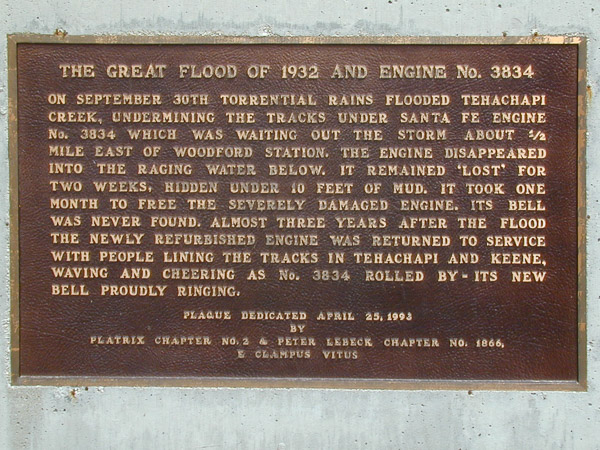 THE GREAT FLOOD OF 1932 AND ENGINE No. 3834
ON SEPTEMBER 30TH TORRENTIAL RAINS FLOODED TEHACHAPI
CREEK, UNDERMINING THE TRACKS UNDER SANTA FE ENGINE
No. 3834 WHICH WAS WAITING OUT THE STORM ABOUT ½
MILE EAST OF WOODFORD STATION. THE ENGINE DISAPPEARED
INTO THE RAGING WATER BELOW. IT REMAINED 'LOST' FOR
TWO WEEKS, HIDDEN UNDER 10 FEET OF MUD. IT TOOK ONE
MONTH TO FREE THE SEVERELY DAMAGED ENGINE. ITS BELL
WAS NEVER FOUND. ALMOST THREE YEARS AFTER THE FLOOD
THE NEWLY REFURBISHED ENGINE WAS RETURNED TO SERVICE
WITH PEOPLE LINING THE TRACKS IN TEHACHAPI AND KEENE,
WAVING AND CHEERING AS No. 3834 ROLLED BY - ITS NEW
BELL PROUDLY RINGING.
PLAQUE DEDICATED APRIL 25, 1993
BY
PLATRIX CHAPTER NO. 2 & PETER LEBECK CHAPTER NO. 1866,
E CLAMPUS VITUS